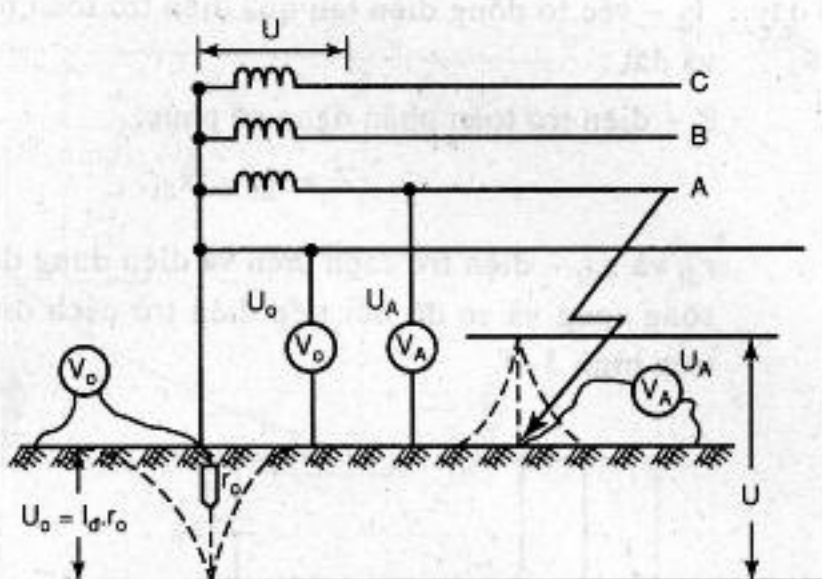 U
C
B
A
U₀ U_A
V₀ V_A
V₀
V_A U_A
r₀
U₀ = I_đ.r₀
U